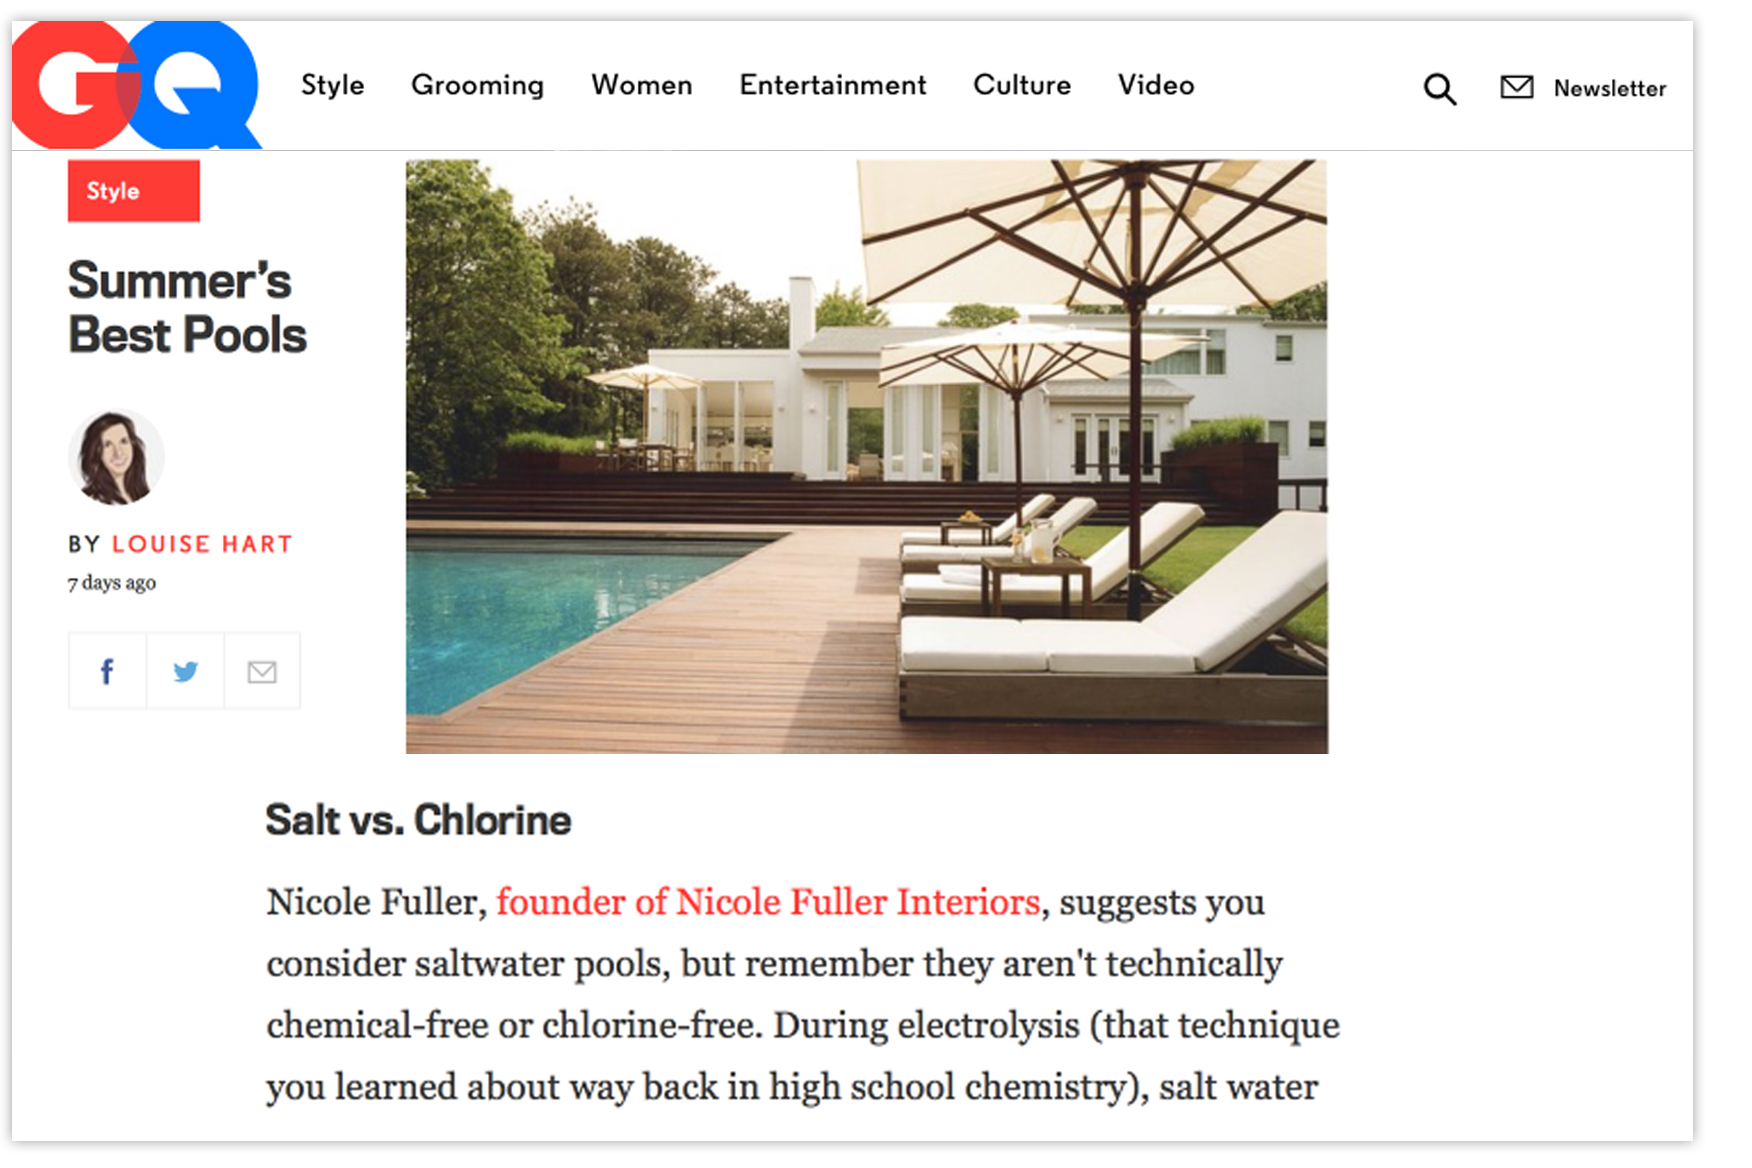 GQ
Style Grooming Women Entertainment Culture Video
Newsletter
Style
Summer's
Best Pools
BY LOUISE HART
7 days ago
f
Salt vs. Chlorine
Nicole Fuller, founder of Nicole Fuller Interiors, suggests you
consider saltwater pools, but remember they aren't technically
chemical-free or chlorine-free. During electrolysis (that technique
you learned about way back in high school chemistry), salt water